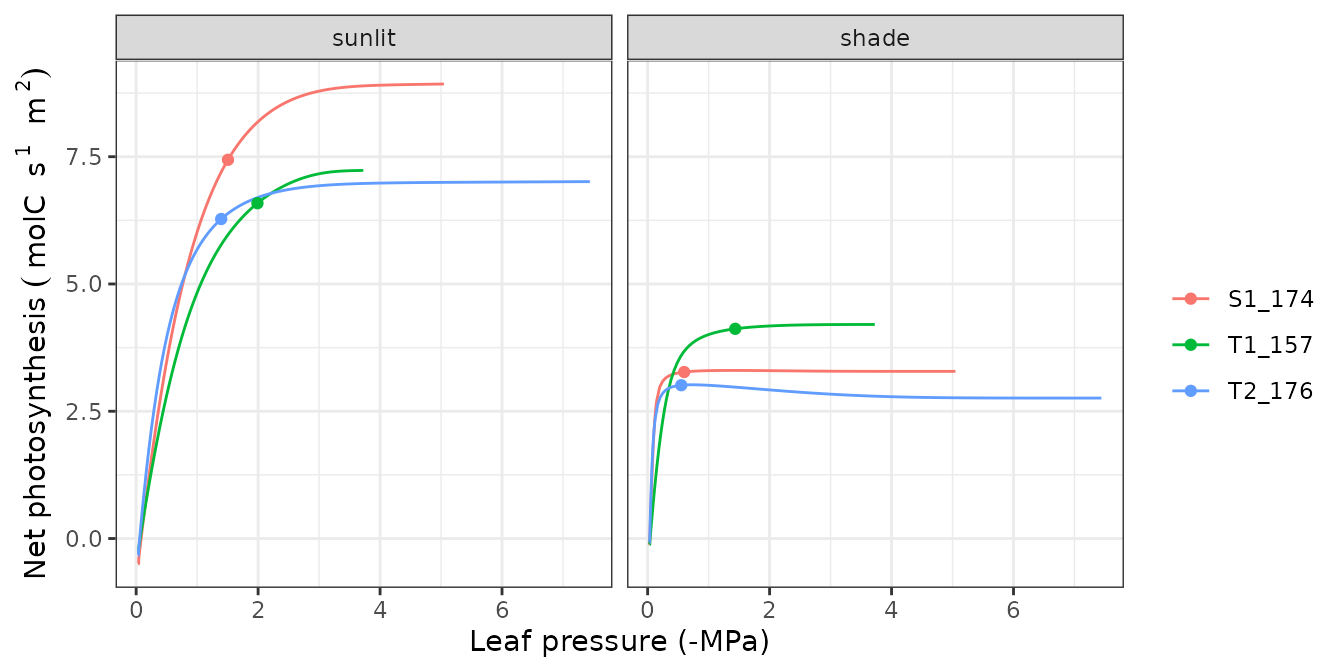 sunlit
shade
Net photosynthesis ( molC s¹ m²)
7.5
5.0
2.5
0.0
0 2 4 6
0 2 4 6
Leaf pressure (-MPa)
S1_174
T1_157
T2_176